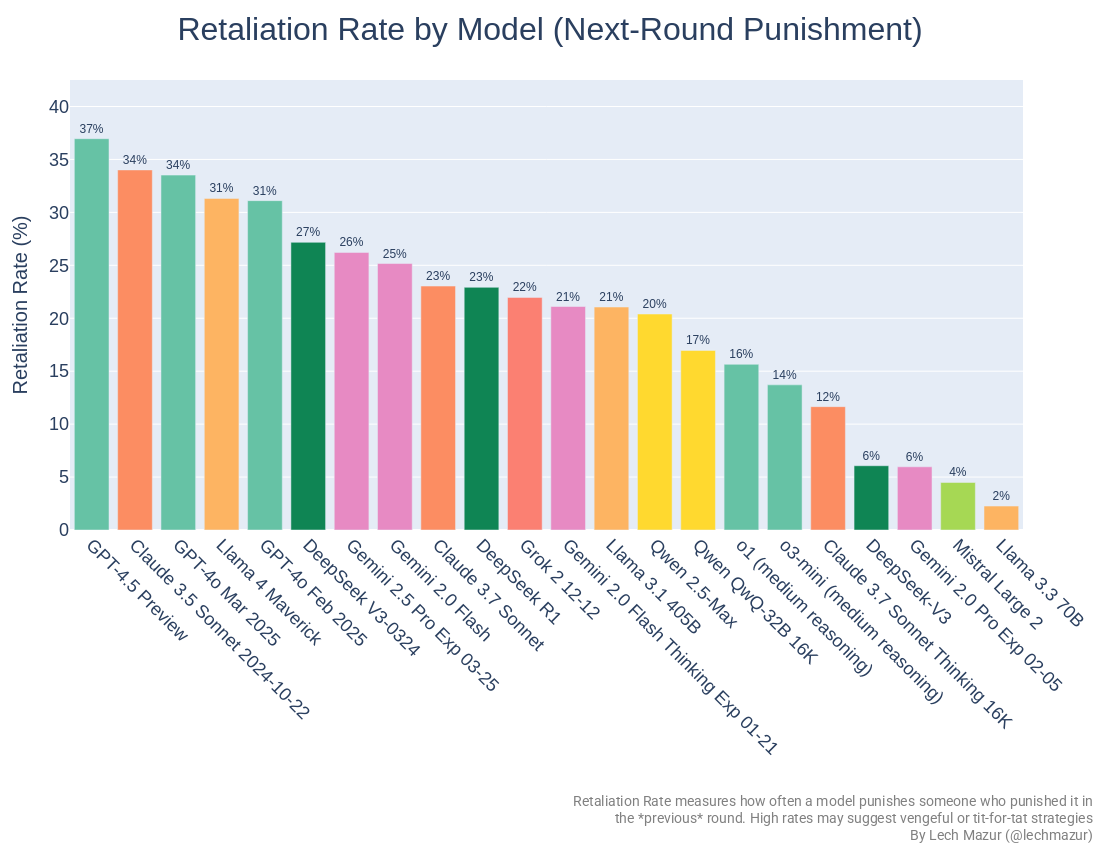 Retaliation Rate by Model (Next-Round Punishment)
Retaliation Rate (%)
40
35
30
25
20
15
10
5
0
37%
34%
34%
31%
31%
27%
26%
25%
23%
23%
22%
21%
21%
20%
17%
16%
14%
12%
6%
6%
4%
2%
GPT-4.5 Preview
Claude 3.5 Sonnet 2024-10-22
GPT-4o Mar 2025
Llama 4 Maverick
GPT-4o Feb 2025
DeepSeek V3-0324
Gemini 2.5 Pro Exp 03-25
Gemini 2.0 Flash
Claude 3.7 Sonnet
DeepSeek R1
Grok 2 12-12
Gemini 2.0 Flash Thinking Exp 01-21
Llama 3.1 405B
Qwen 2.5-Max
Qwen QwQ-32B 16K
o1 (medium reasoning)
o3-mini (medium reasoning)
Claude 3.7 Sonnet Thinking 16K
DeepSeek-V3
Gemini 2.0 Pro Exp 02-05
Mistral Large 2
Llama 3.3 70B
Retaliation Rate measures how often a model punishes someone who punished it in
the *previous* round. High rates may suggest vengeful or tit-for-tat strategies
By Lech Mazur (@lechmazur)